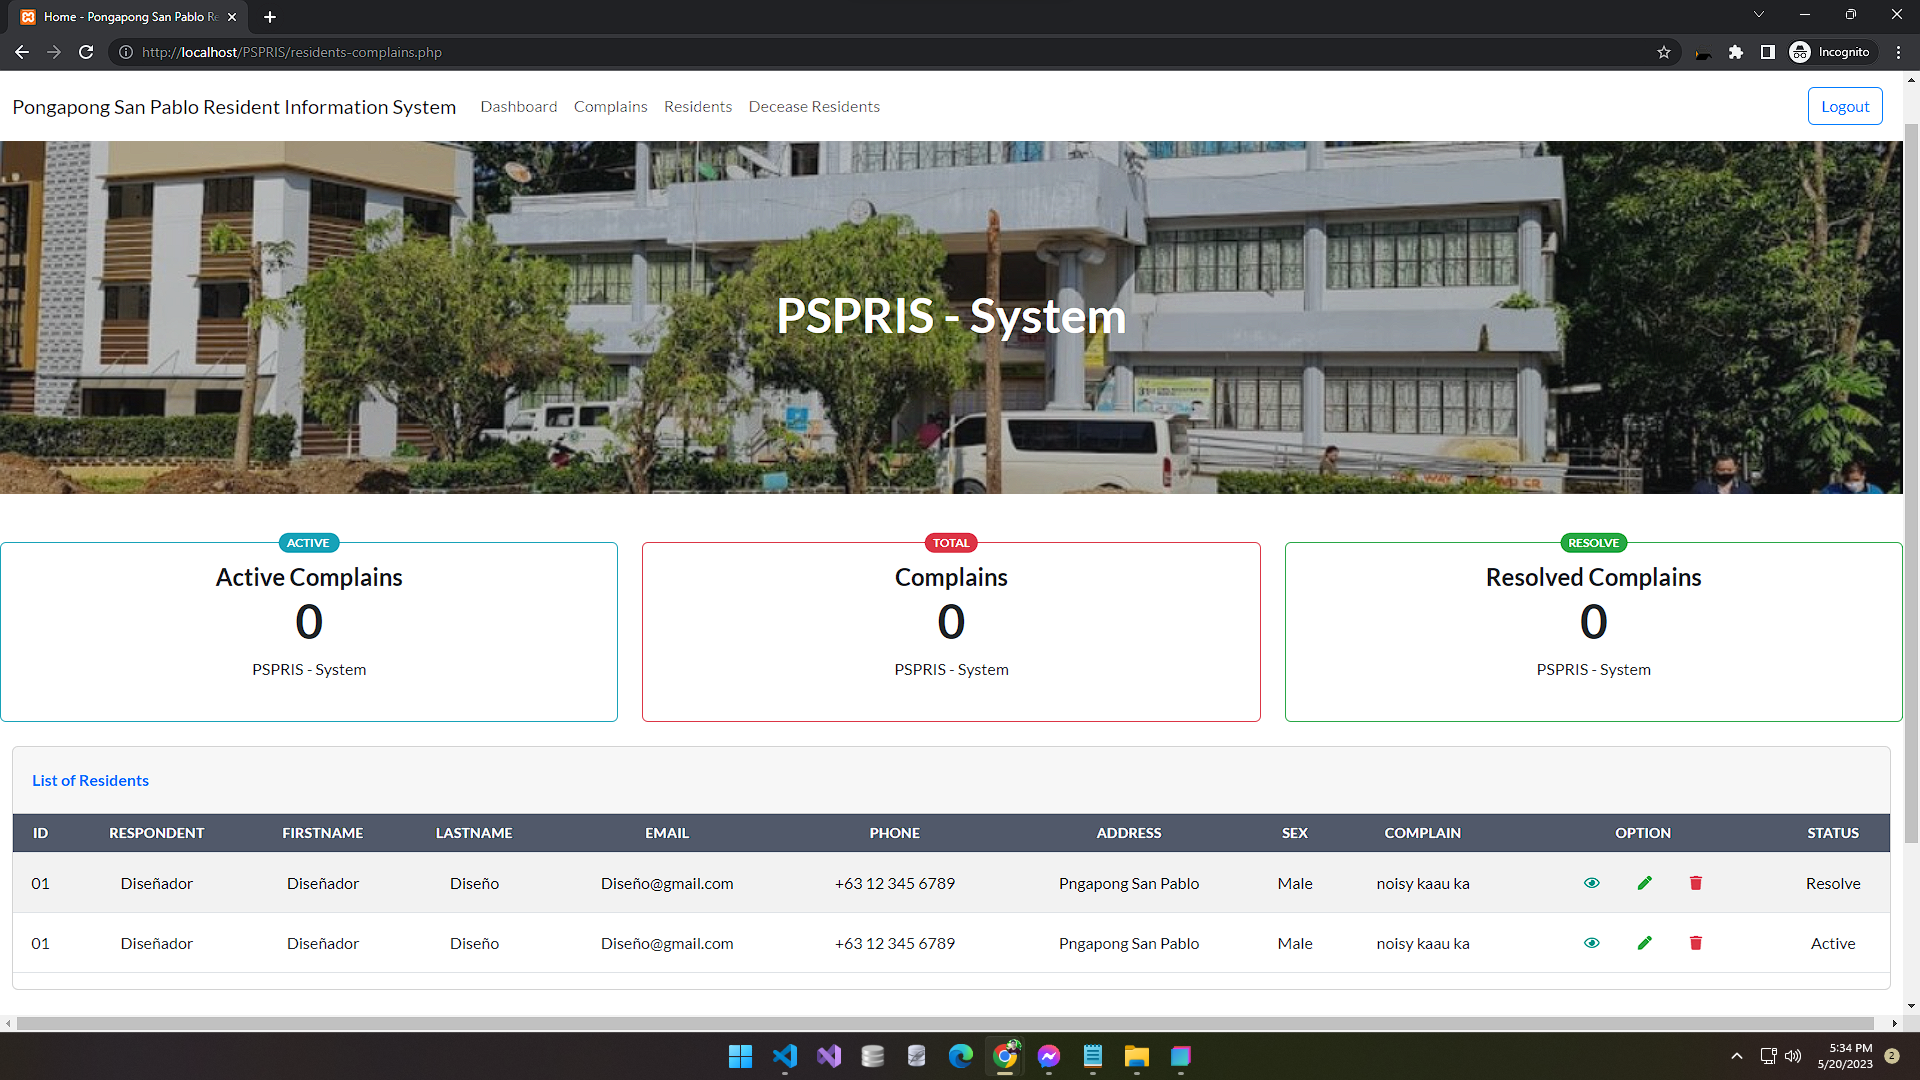 Home - Pongapong San Pablo Re
http://localhost/PSPRIS/residents-complains.php
Incognito
Pongapong San Pablo Resident Information System Dashboard Complains Residents Decease Residents Logout
PSPRIS - System
ACTIVE
Active Complains
0
PSPRIS - System
TOTAL
Complains
0
PSPRIS - System
RESOLVE
Resolved Complains
0
PSPRIS - System
List of Residents
ID RESPONDENT FIRSTNAME LASTNAME EMAIL PHONE ADDRESS SEX COMPLAIN OPTION STATUS
01 Diseñador Diseñador Diseño Diseño@gmail.com +63 12 345 6789 Pngapong San Pablo Male noisy kaau ka Resolve
01 Diseñador Diseñador Diseño Diseño@gmail.com +63 12 345 6789 Pngapong San Pablo Male noisy kaau ka Active
5:34 PM
5/20/2023
2